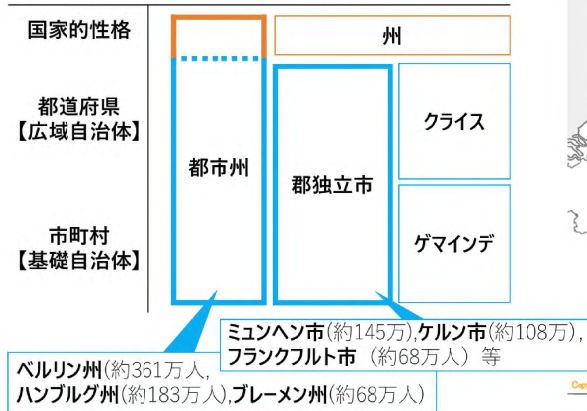 国家的性格
州
都道府県
【広域自治体】
都市州
郡独立市
クライス
市町村
【基礎自治体】
ゲマインデ
ミュンヘン市(約145万),ケルン市(約108万),
フランクフルト市 (約68万人) 等
ベルリン州(約361万人,
ハンブルグ州(約183万人),ブレーメン州(約68万人)